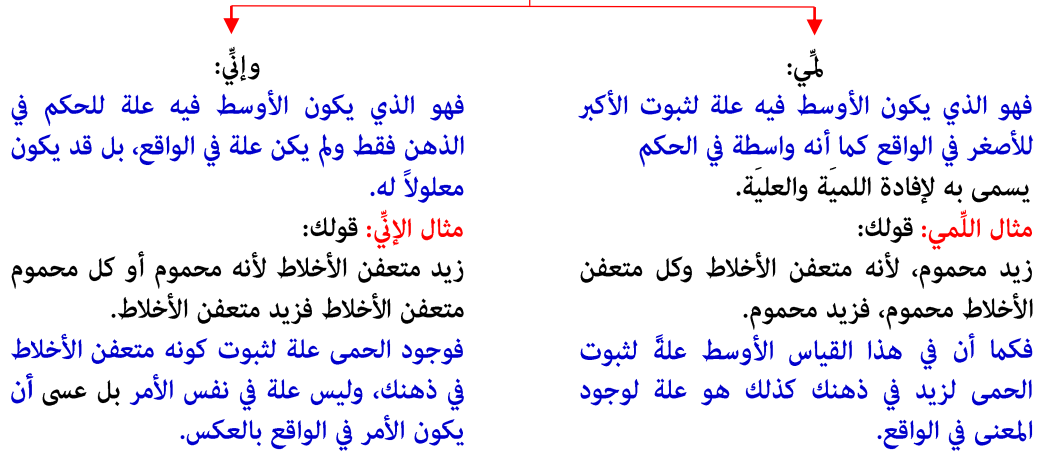 لمِّي:
فهو الذي يكون الأوسط فيه علة لثبوت الأكبر
للأصغر في الواقع كما أنه واسطة في الحكم
يسمى به لإفادة اللميَة والعليَة.
مثال اللِّمي: قولك:
زيد محموم، لأنه متعفن الأخلاط وكل متعفن
الأخلاط محموم، فزيد محموم.
فكما أن في هذا القياس الأوسط علةً لثبوت
الحمى لزيد في ذهنك كذلك هو علة لوجود
المعنى في الواقع.
وإنِّي:
فهو الذي يكون الأوسط فيه علة للحكم في
الذهن فقط ولم يكن علة في الواقع، بل قد يكون
معلولاً له.
مثال الإنِّي: قولك:
زيد متعفن الأخلاط لأنه محموم أو كل محموم
متعفن الأخلاط فزيد متعفن الأخلاط.
فوجود الحمى علة لثبوت كونه متعفن الأخلاط
في ذهنك، وليس علة في نفس الأمر بل عسى أن
يكون الأمر في الواقع بالعكس.